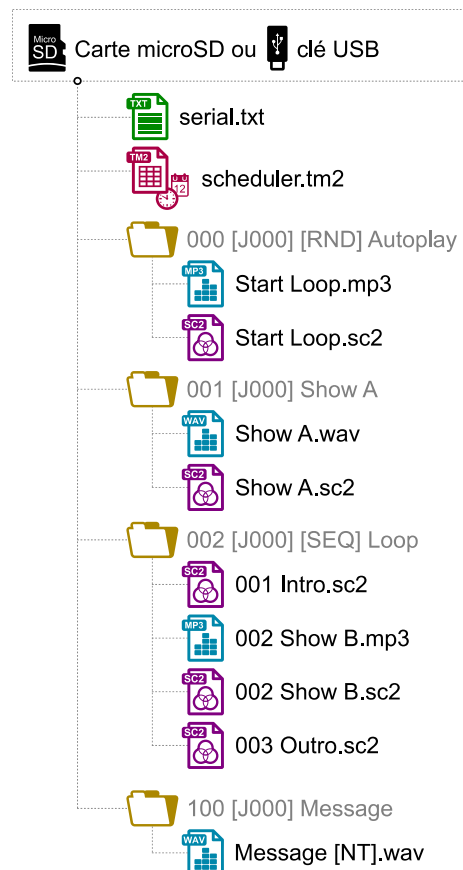 Micro
SD
Carte microSD ou clé USB
TXT
serial.txt
TM2
12
scheduler.tm2
000 [J000] [RND] Autoplay
MP3
Start Loop.mp3
SC2
Start Loop.sc2
001 [J000] Show A
WAV
Show A.wav
SC2
Show A.sc2
002 [J000] [SEQ] Loop
SC2
001 Intro.sc2
MP3
002 Show B.mp3
SC2
002 Show B.sc2
SC2
003 Outro.sc2
100 [J000] Message
WAV
Message [NT].wav